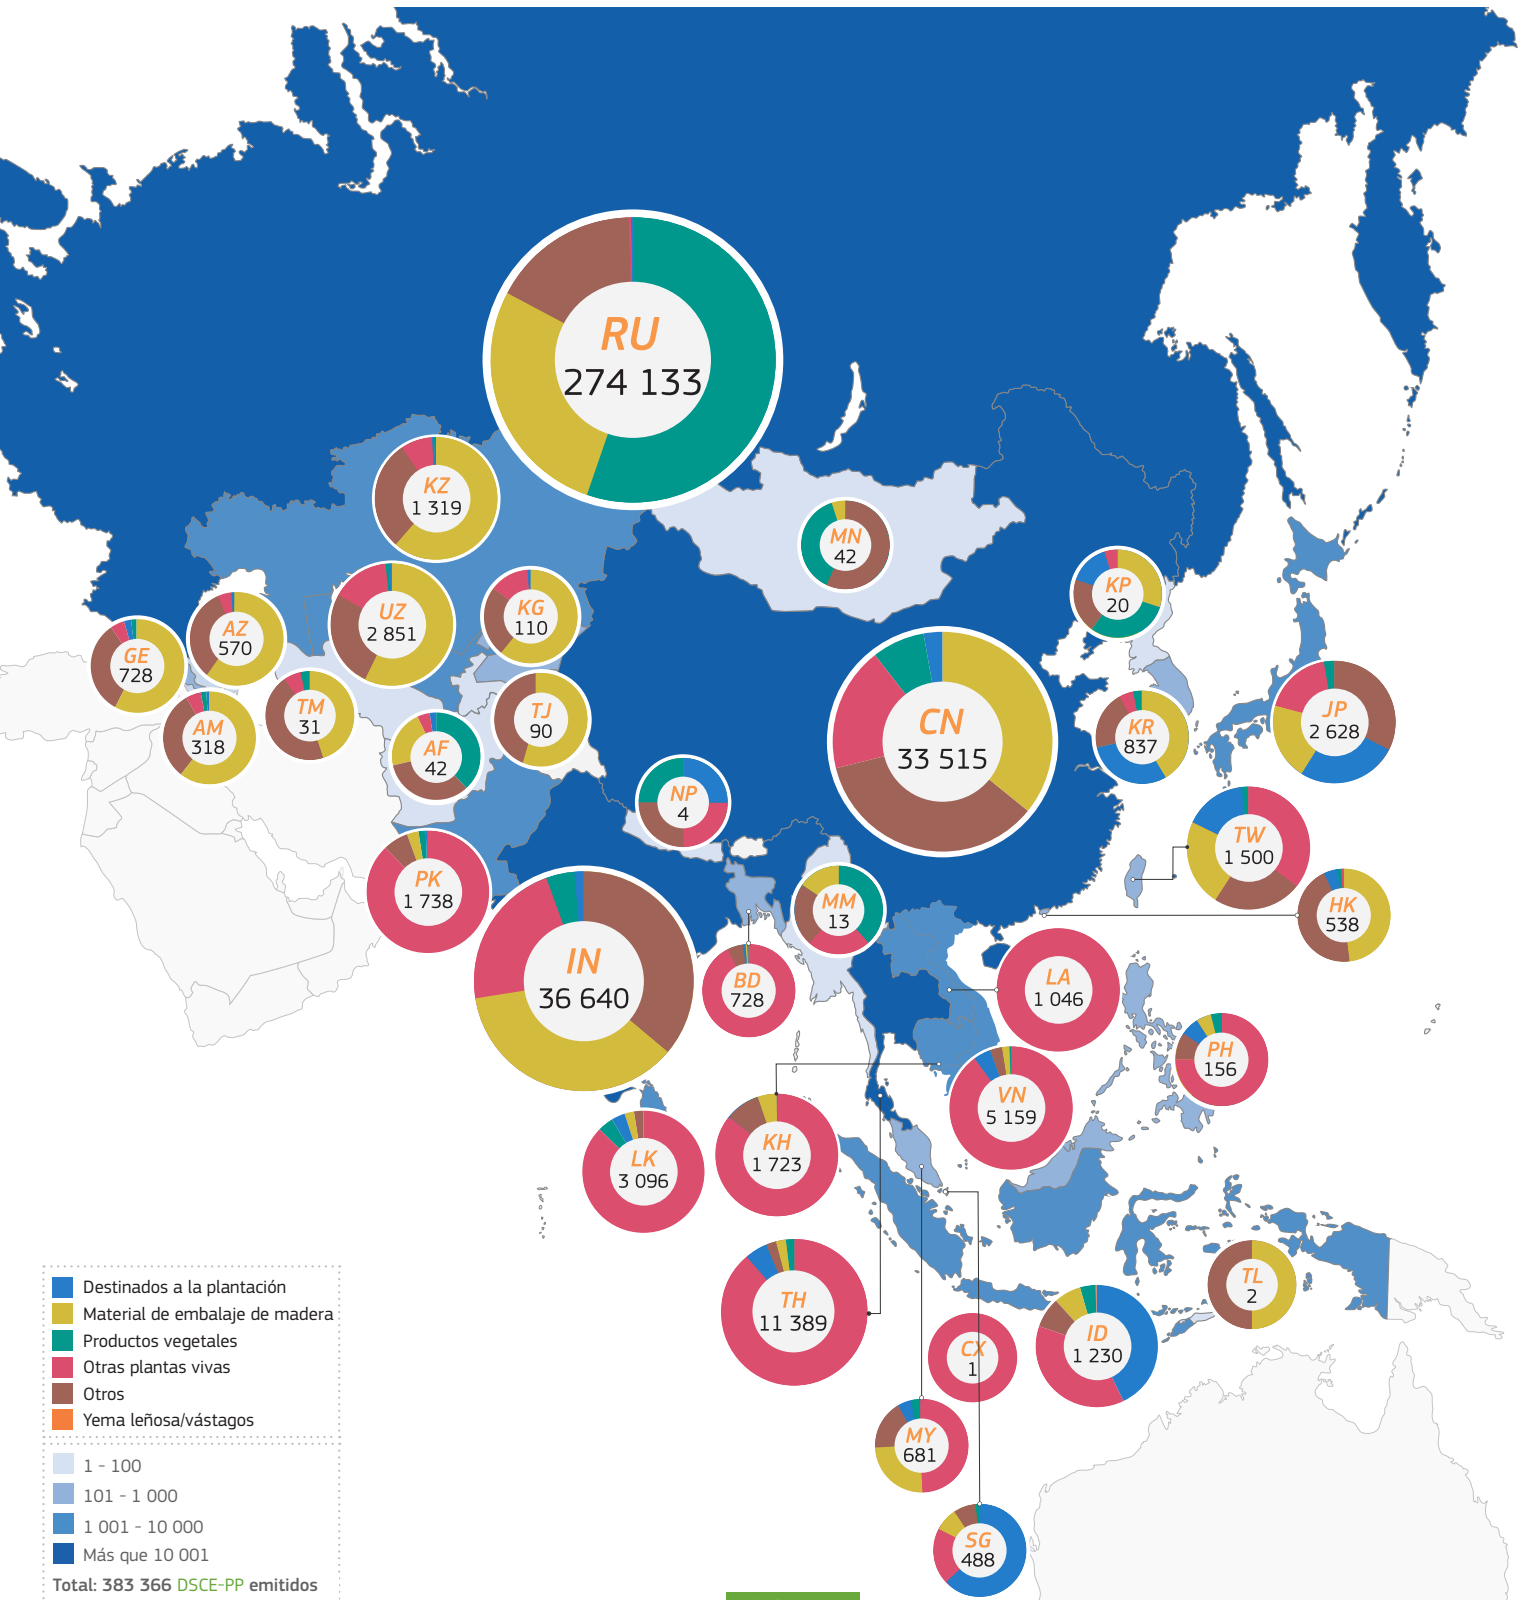 RU
274 133
KZ
1 319
MN
42
KP
20
UZ
2 851
KG
110
AZ
570
GE
728
TM
31
AM
318
AF
42
TJ
90
CN
33 515
KR
837
JP
2 628
NP
4
TW
1 500
PK
1 738
MM
13
HK
538
IN
36 640
BD
728
LA
1 046
PH
156
VN
5 159
LK
3 096
KH
1 723
TH
11 389
TL
2
CX
1
ID
1 230
MY
681
SG
488
Destinados a la plantación
Material de embalaje de madera
Productos vegetales
Otras plantas vivas
Otros
Yema leñosa/vástagos
1 - 100
101 - 1 000
1 001 - 10 000
Más que 10 001
Total: 383 366 DSCE-PP emitidos